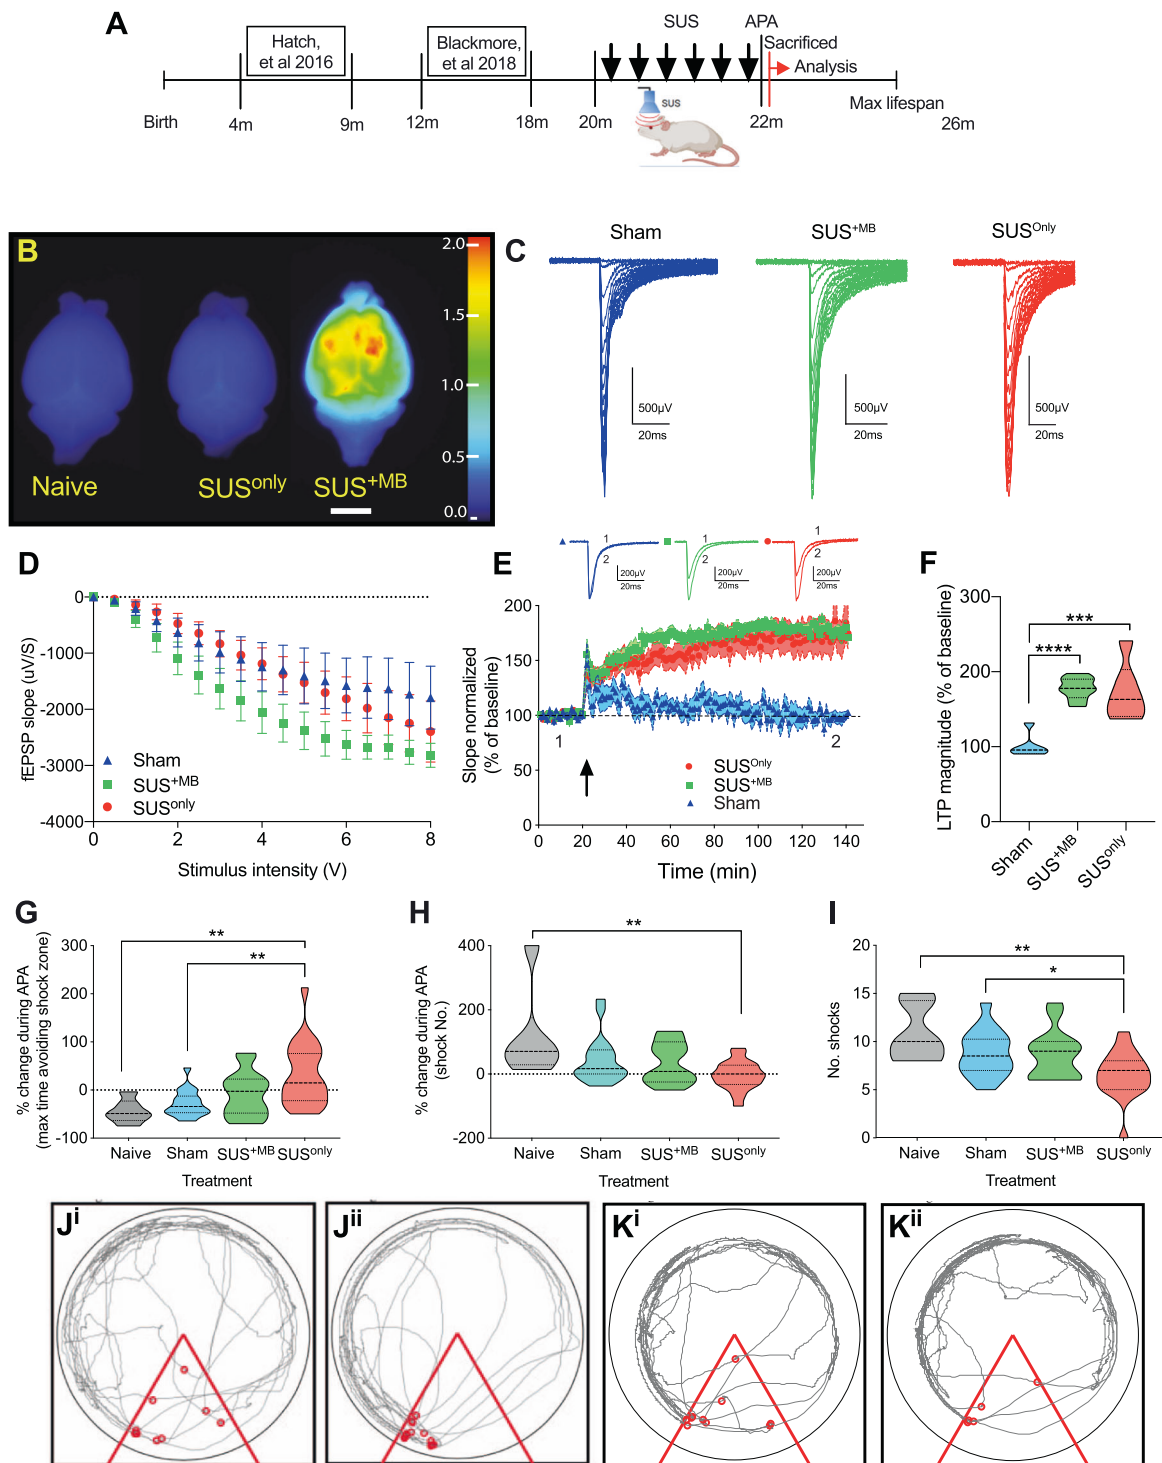 A
Hatch,
et al 2016
Blackmore,
et al 2018
SUS
APA
Sacrificed
Analysis
SUS
Max lifespan
Birth
4m
9m
12m
18m
20m
22m
26m
B
2.0
1.5
1.0
0.5
0.0
Naive
SUSonly
SUS+MB
C
Sham
SUS+MB
SUSOnly
500µV
20ms
500µV
20ms
500µV
20ms
D
0
-1000
-2000
-3000
-4000
fEPSP slope (uV/S)
Sham
SUS+MB
SUSonly
0
2
4
6
8
Stimulus intensity (V)
E
1
2
200µV
20ms
1
2
200µV
20ms
1
2
200µV
20ms
200
150
100
50
0
Slope normalized
(% of baseline)
1
2
SUSOnly
SUS+MB
Sham
0
20
40
60
80
100
120
140
Time (min)
F
300
200
100
0
LTP magnitude (% of baseline)
***
****
Sham
SUS+MB
SUSonly
G
300
200
100
0
-100
% change during APA
(max time avoiding shock zone)
**
**
Naive
Sham
SUS+MB
SUSonly
Treatment
H
400
200
0
-200
% change during APA
(shock No.)
**
Naive
Sham
SUS+MB
SUSonly
Treatment
I
20
15
10
5
0
No. shocks
**
*
Naive
Sham
SUS+MB
SUSonly
Treatment
Ji
Jii
Ki
Kii